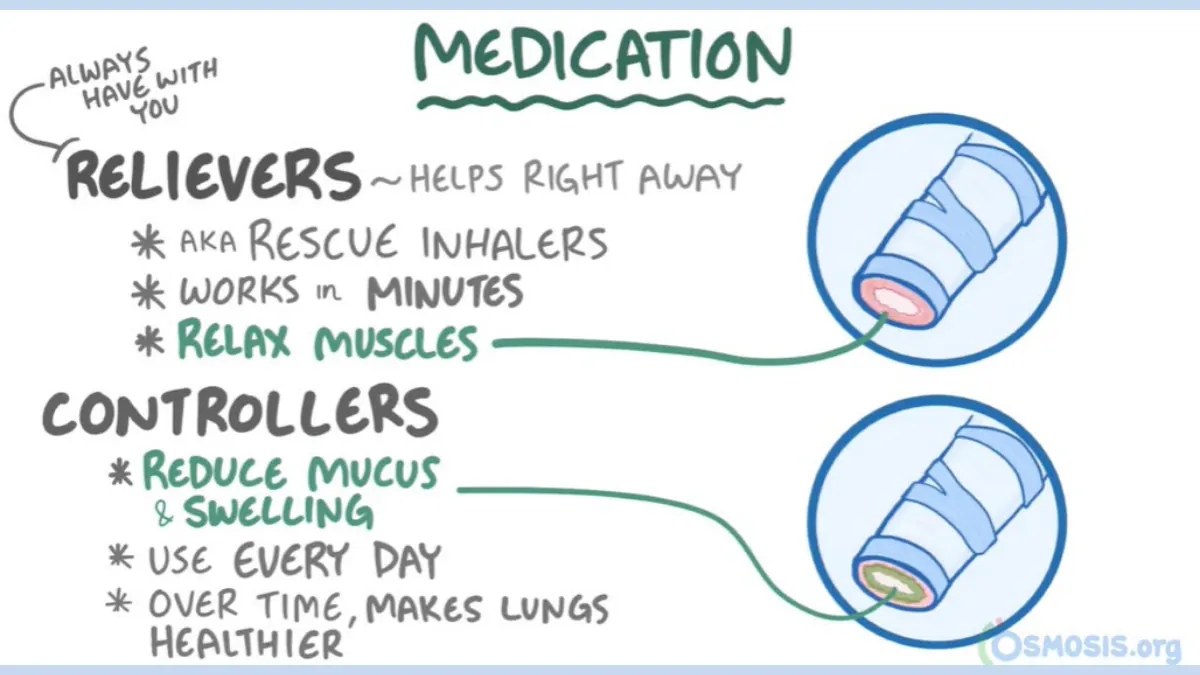 MEDICATION
ALWAYS
HAVE WITH
YOU
RELIEVERS ~ HELPS RIGHT AWAY
* AKA RESCUE INHALERS
* WORKS in MINUTES
* RELAX MUSCLES
CONTROLLERS
* REDUCE MUCUS
& SWELLING
* USE EVERY DAY
* OVER TIME, MAKES LUNGS
HEALTHIER
OSMOSIS.org